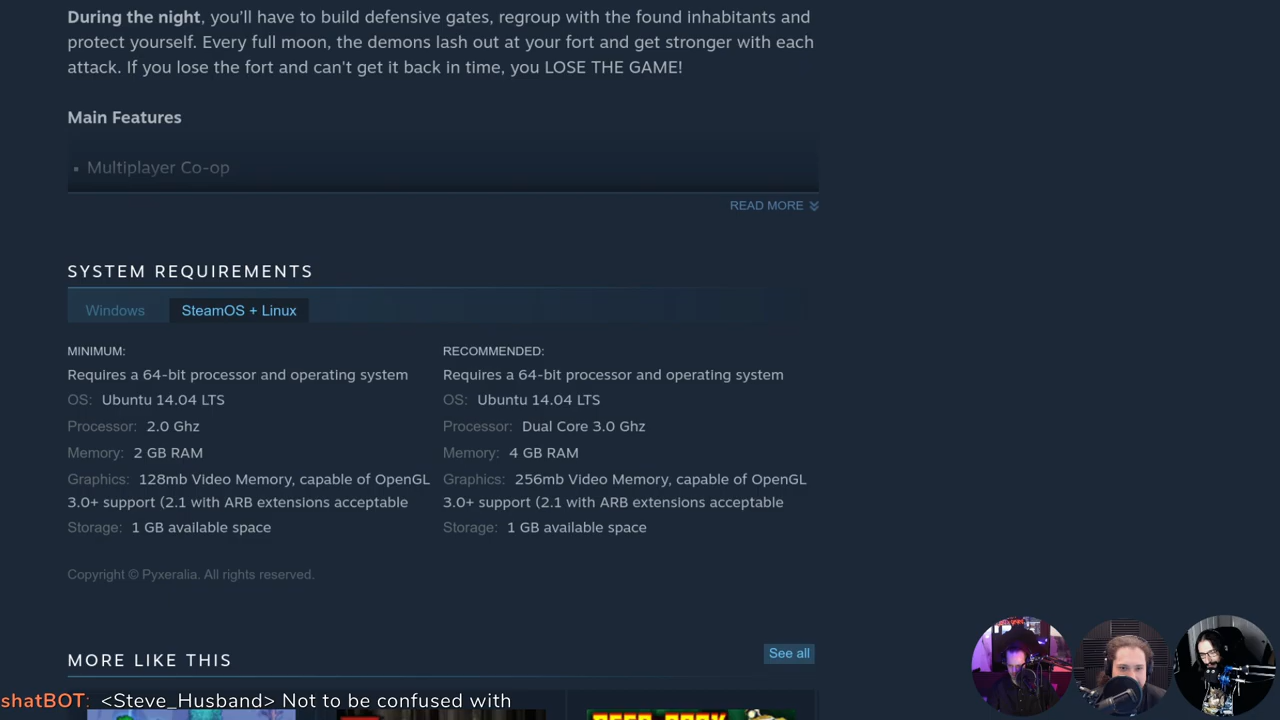 During the night, you'll have to build defensive gates, regroup with the found inhabitants and
protect yourself. Every full moon, the demons lash out at your fort and get stronger with each
attack. If you lose the fort and can't get it back in time, you LOSE THE GAME!
Main Features
▪ Multiplayer Co-op
READ MORE
SYSTEM REQUIREMENTS
Windows SteamOS + Linux
MINIMUM:
Requires a 64-bit processor and operating system
OS: Ubuntu 14.04 LTS
Processor: 2.0 Ghz
Memory: 2 GB RAM
Graphics: 128mb Video Memory, capable of OpenGL
3.0+ support (2.1 with ARB extensions acceptable
Storage: 1 GB available space
RECOMMENDED:
Requires a 64-bit processor and operating system
OS: Ubuntu 14.04 LTS
Processor: Dual Core 3.0 Ghz
Memory: 4 GB RAM
Graphics: 256mb Video Memory, capable of OpenGL
3.0+ support (2.1 with ARB extensions acceptable
Storage: 1 GB available space
Copyright © Pyxeralia. All rights reserved.
MORE LIKE THIS
See all
shatBOT: <Steve_Husband> Not to be confused with